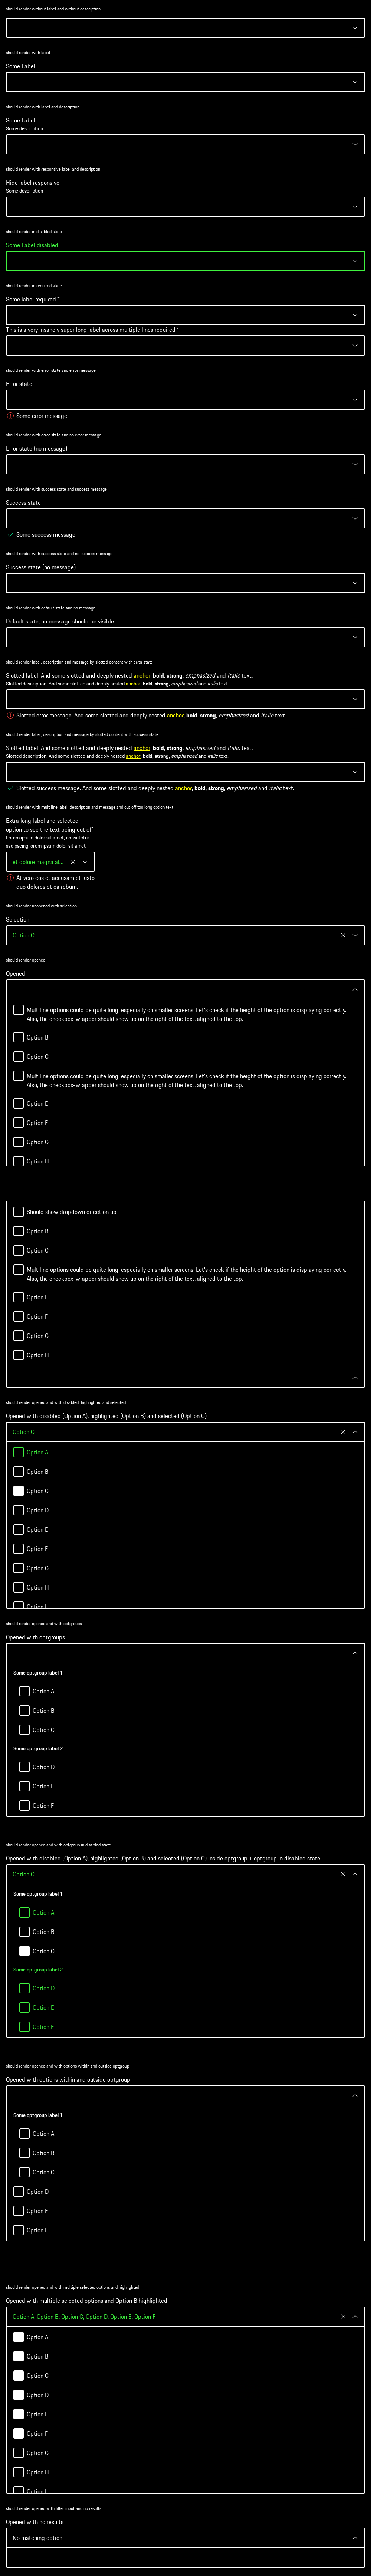 should render without label and without description
should render with label
Some Label
should render with label and description
Some Label
Some description
should render with responsive label and description
Hide label responsive
Some description
should render in disabled state
Some Label disabled
should render in required state
Some label required *
This is a very insanely super long label across multiple lines required *
should render with error state and error message
Error state
Some error message.
should render with error state and no error message
Error state (no message)
should render with success state and success message
Success state
Some success message.
should render with success state and no success message
Success state (no message)
should render with default state and no message
Default state, no message should be visible
should render label, description and message by slotted content with error state
Slotted label. And some slotted and deeply nested anchor, bold, strong, emphasized and italic text.
Slotted description. And some slotted and deeply nested anchor, bold, strong, emphasized and italic text.
Slotted error message. And some slotted and deeply nested anchor, bold, strong, emphasized and italic text.
should render label, description and message by slotted content with success state
Slotted label. And some slotted and deeply nested anchor, bold, strong, emphasized and italic text.
Slotted description. And some slotted and deeply nested anchor, bold, strong, emphasized and italic text.
Slotted success message. And some slotted and deeply nested anchor, bold, strong, emphasized and italic text.
should render with multiline label, description and message and cut off too long option text
Extra long label and selected
option to see the text being cut off
Lorem ipsum dolor sit amet, consetetur
sadipscing lorem ipsum dolor sit amet
et dolore magna al...
At vero eos et accusam et justo
duo dolores et ea rebum.
should render unopened with selection
Selection
Option C
should render opened
Opened
Multiline options could be quite long, especially on smaller screens. Let's check if the height of the option is displaying correctly.
Also, the checkbox-wrapper should show up on the right of the text, aligned to the top.
Option B
Option C
Multiline options could be quite long, especially on smaller screens. Let's check if the height of the option is displaying correctly.
Also, the checkbox-wrapper should show up on the right of the text, aligned to the top.
Option E
Option F
Option G
Option H
Should show dropdown direction up
Option B
Option C
Multiline options could be quite long, especially on smaller screens. Let's check if the height of the option is displaying correctly.
Also, the checkbox-wrapper should show up on the right of the text, aligned to the top.
Option E
Option F
Option G
Option H
should render opened and with disabled, highlighted and selected
Opened with disabled (Option A), highlighted (Option B) and selected (Option C)
Option C
Option A
Option B
Option C
Option D
Option E
Option F
Option G
Option H
Option I
should render opened and with optgroups
Opened with optgroups
Some optgroup label 1
Option A
Option B
Option C
Some optgroup label 2
Option D
Option E
Option F
should render opened and with optgroup in disabled state
Opened with disabled (Option A), highlighted (Option B) and selected (Option C) inside optgroup + optgroup in disabled state
Option C
Some optgroup label 1
Option A
Option B
Option C
Some optgroup label 2
Option D
Option E
Option F
should render opened and with options within and outside optgroup
Opened with options within and outside optgroup
Some optgroup label 1
Option A
Option B
Option C
Option D
Option E
Option F
should render opened and with multiple selected options and highlighted
Opened with multiple selected options and Option B highlighted
Option A, Option B, Option C, Option D, Option E, Option F
Option A
Option B
Option C
Option D
Option E
Option F
Option G
Option H
Option I
should render opened with filter input and no results
Opened with no results
No matching option
---